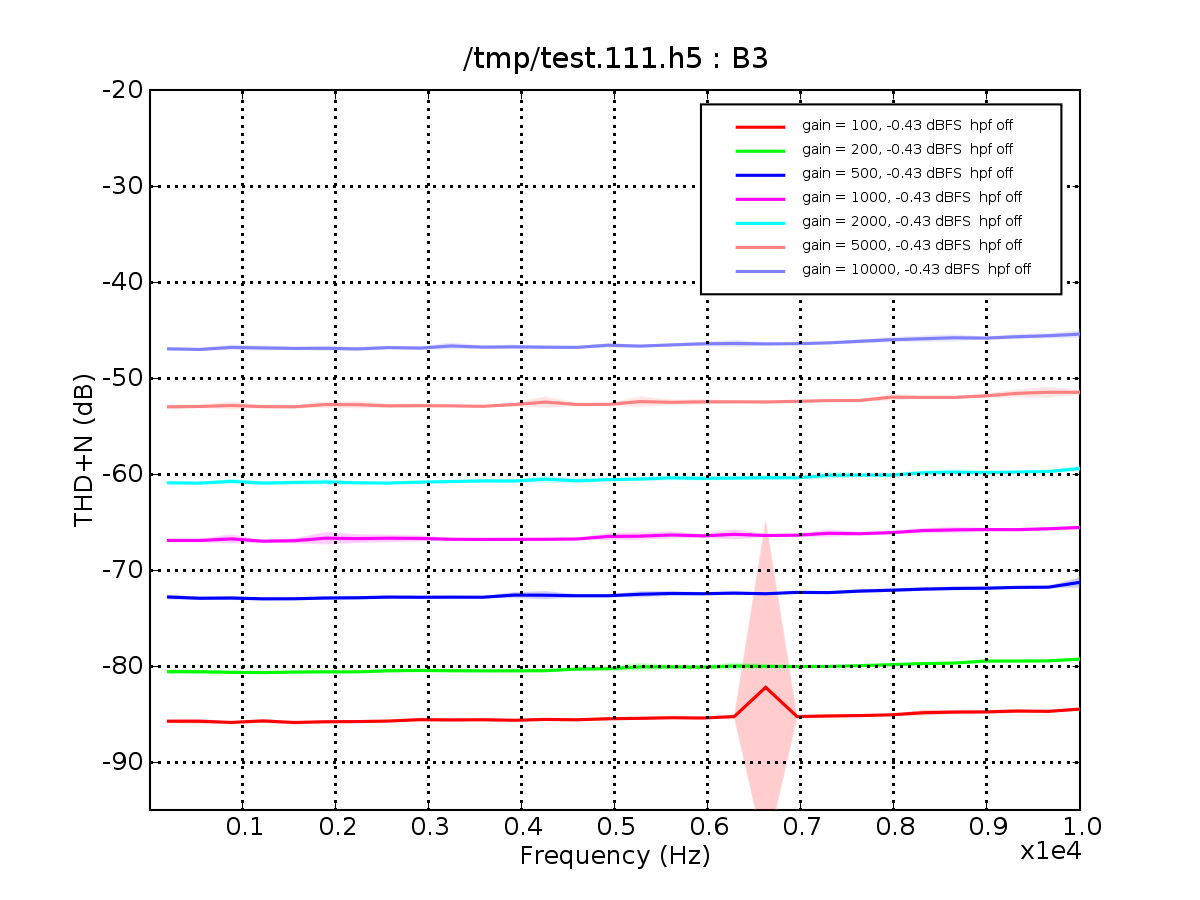 /tmp/test.111.h5 : B3
-20
-30
-40
-50
-60
-70
-80
-90
THD+N (dB)
gain = 100, -0.43 dBFS  hpf off
gain = 200, -0.43 dBFS  hpf off
gain = 500, -0.43 dBFS  hpf off
gain = 1000, -0.43 dBFS  hpf off
gain = 2000, -0.43 dBFS  hpf off
gain = 5000, -0.43 dBFS  hpf off
gain = 10000, -0.43 dBFS  hpf off
0.1 0.2 0.3 0.4 0.5 0.6 0.7 0.8 0.9 1.0
x1e4
Frequency (Hz)